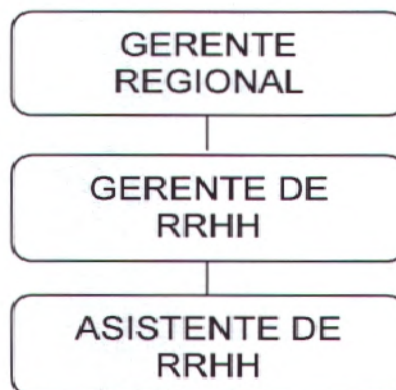 GERENTE
REGIONAL
GERENTE DE
RRHH
ASISTENTE DE
RRHH